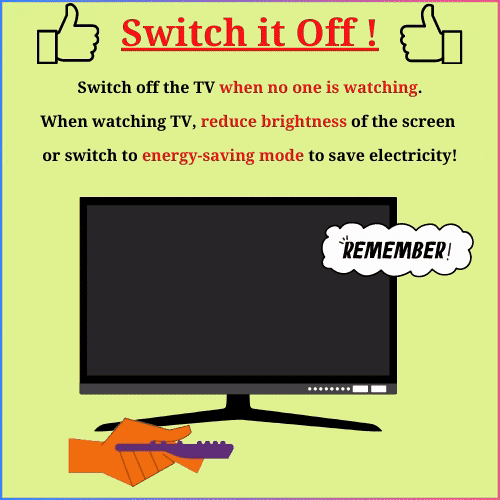 Switch it Off !
Switch off the TV when no one is watching.
When watching TV, reduce brightness of the screen
or switch to energy-saving mode to save electricity!
REMEMBER!